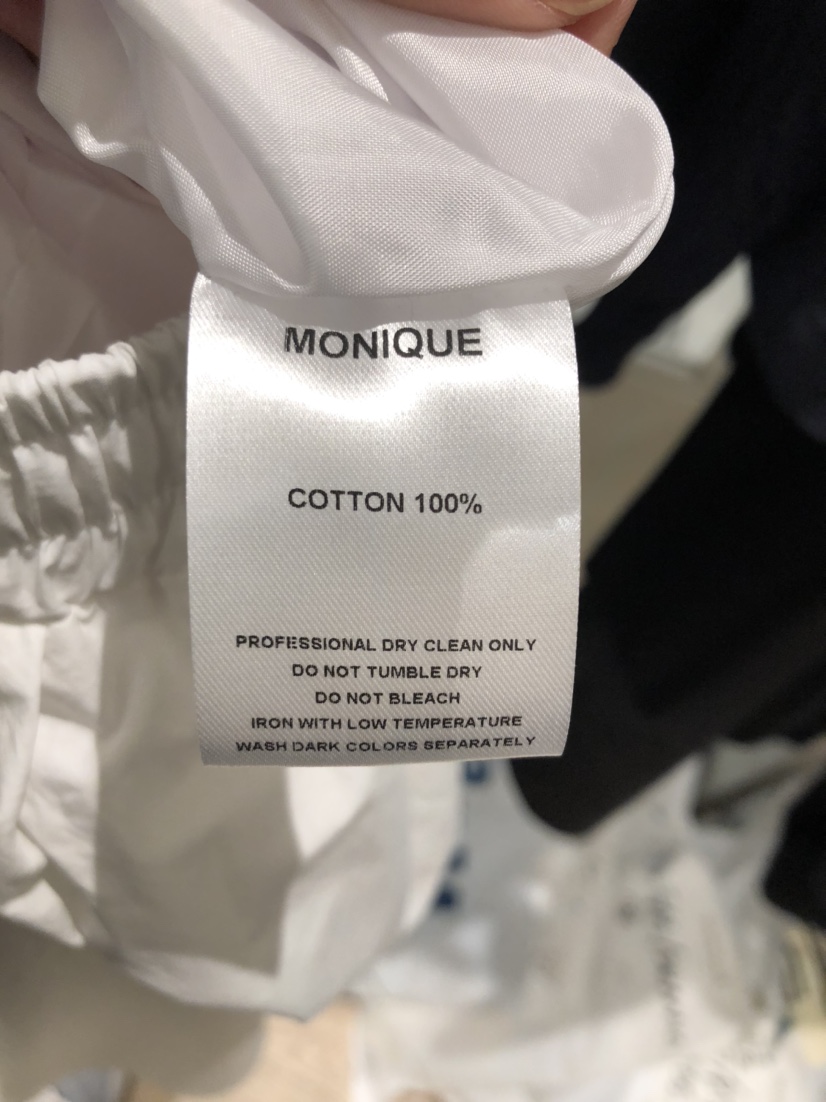 MONIQUE
COTTON 100%
PROFESSIONAL DRY CLEAN ONLY
DO NOT TUMBLE DRY
DO NOT BLEACH
IRON WITH LOW TEMPERATURE
WASH DARK COLORS SEPARATELY